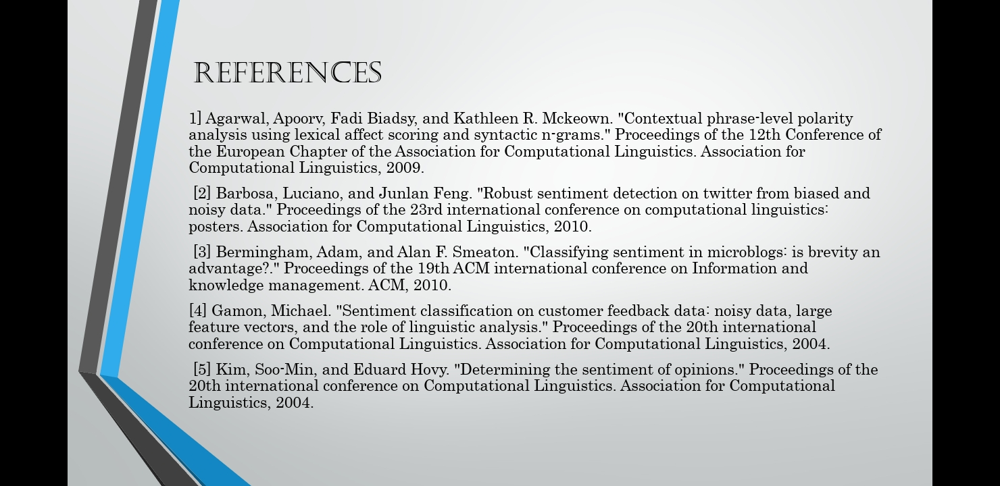 REFERENCES
1] Agarwal, Apoorv, Fadi Biadsy, and Kathleen R. Mckeown. "Contextual phrase-level polarity
analysis using lexical affect scoring and syntactic n-grams." Proceedings of the 12th Conference of
the European Chapter of the Association for Computational Linguistics. Association for
Computational Linguistics, 2009.
[2] Barbosa, Luciano, and Junlan Feng. "Robust sentiment detection on twitter from biased and
noisy data." Proceedings of the 23rd international conference on computational linguistics:
posters. Association for Computational Linguistics, 2010.
[3] Bermingham, Adam, and Alan F. Smeaton. "Classifying sentiment in microblogs: is brevity an
advantage?." Proceedings of the 19th ACM international conference on Information and
knowledge management. ACM, 2010.
[4] Gamon, Michael. "Sentiment classification on customer feedback data: noisy data, large
feature vectors, and the role of linguistic analysis." Proceedings of the 20th international
conference on Computational Linguistics. Association for Computational Linguistics, 2004.
[5] Kim, Soo-Min, and Eduard Hovy. "Determining the sentiment of opinions." Proceedings of the
20th international conference on Computational Linguistics. Association for Computational
Linguistics, 2004.